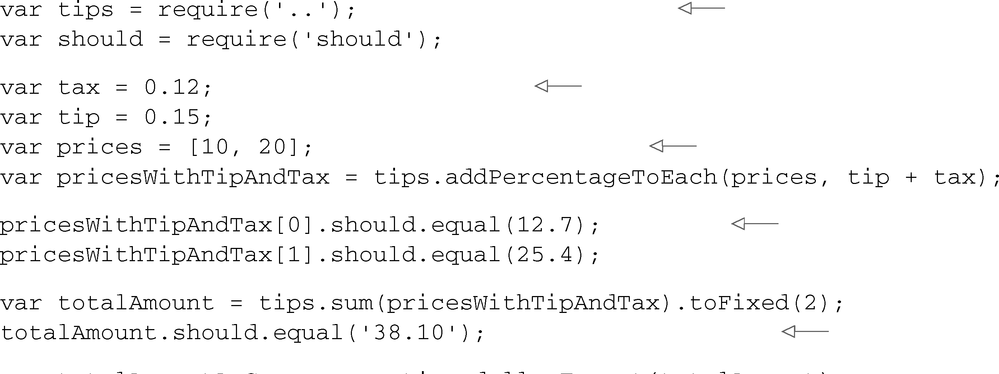 var tips = require('..');
var should = require('should');
var tax = 0.12;
var tip = 0.15;
var prices = [10, 20];
var pricesWithTipAndTax = tips.addPercentageToEach(prices, tip + tax);
pricesWithTipAndTax[0].should.equal(12.7);
pricesWithTipAndTax[1].should.equal(25.4);
var totalAmount = tips.sum(pricesWithTipAndTax).toFixed(2);
totalAmount.should.equal('38.10');